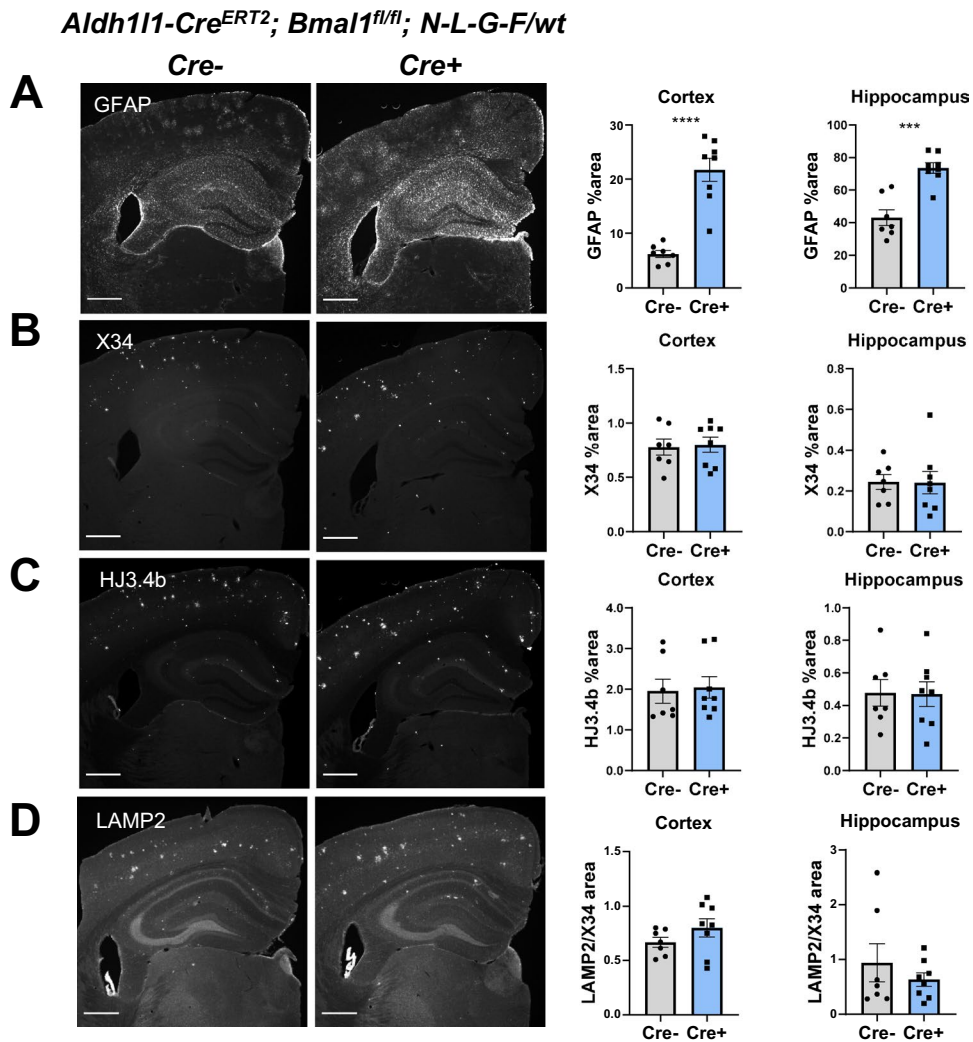 Aldh1l1-Cre^ERT2; Bmal1^fl/fl; N-L-G-F/wt
Cre-
Cre+
A
GFAP
Cortex
****
GFAP %area
30
20
10
0
Cre-
Cre+
Hippocampus
***
GFAP %area
100
80
60
40
20
0
Cre-
Cre+
B
X34
Cortex
X34 %area
1.5
1.0
0.5
0.0
Cre-
Cre+
Hippocampus
X34 %area
0.8
0.6
0.4
0.2
0.0
Cre-
Cre+
C
HJ3.4b
Cortex
HJ3.4b %area
4.0
3.0
2.0
1.0
0.0
Cre-
Cre+
Hippocampus
HJ3.4b %area
1.0
0.8
0.6
0.4
0.2
0.0
Cre-
Cre+
D
LAMP2
Cortex
LAMP2/X34 area
1.5
1.0
0.5
0.0
Cre-
Cre+
Hippocampus
LAMP2/X34 area
3
2
1
0
Cre-
Cre+